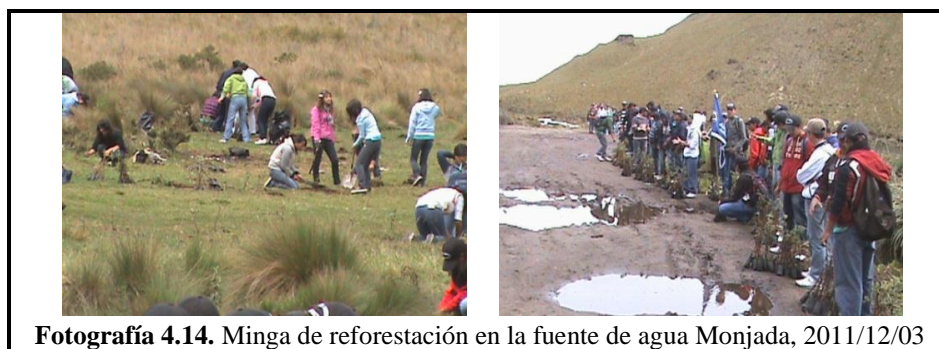 Fotografía 4.14. Minga de reforestación en la fuente de agua Monjada, 2011/12/03